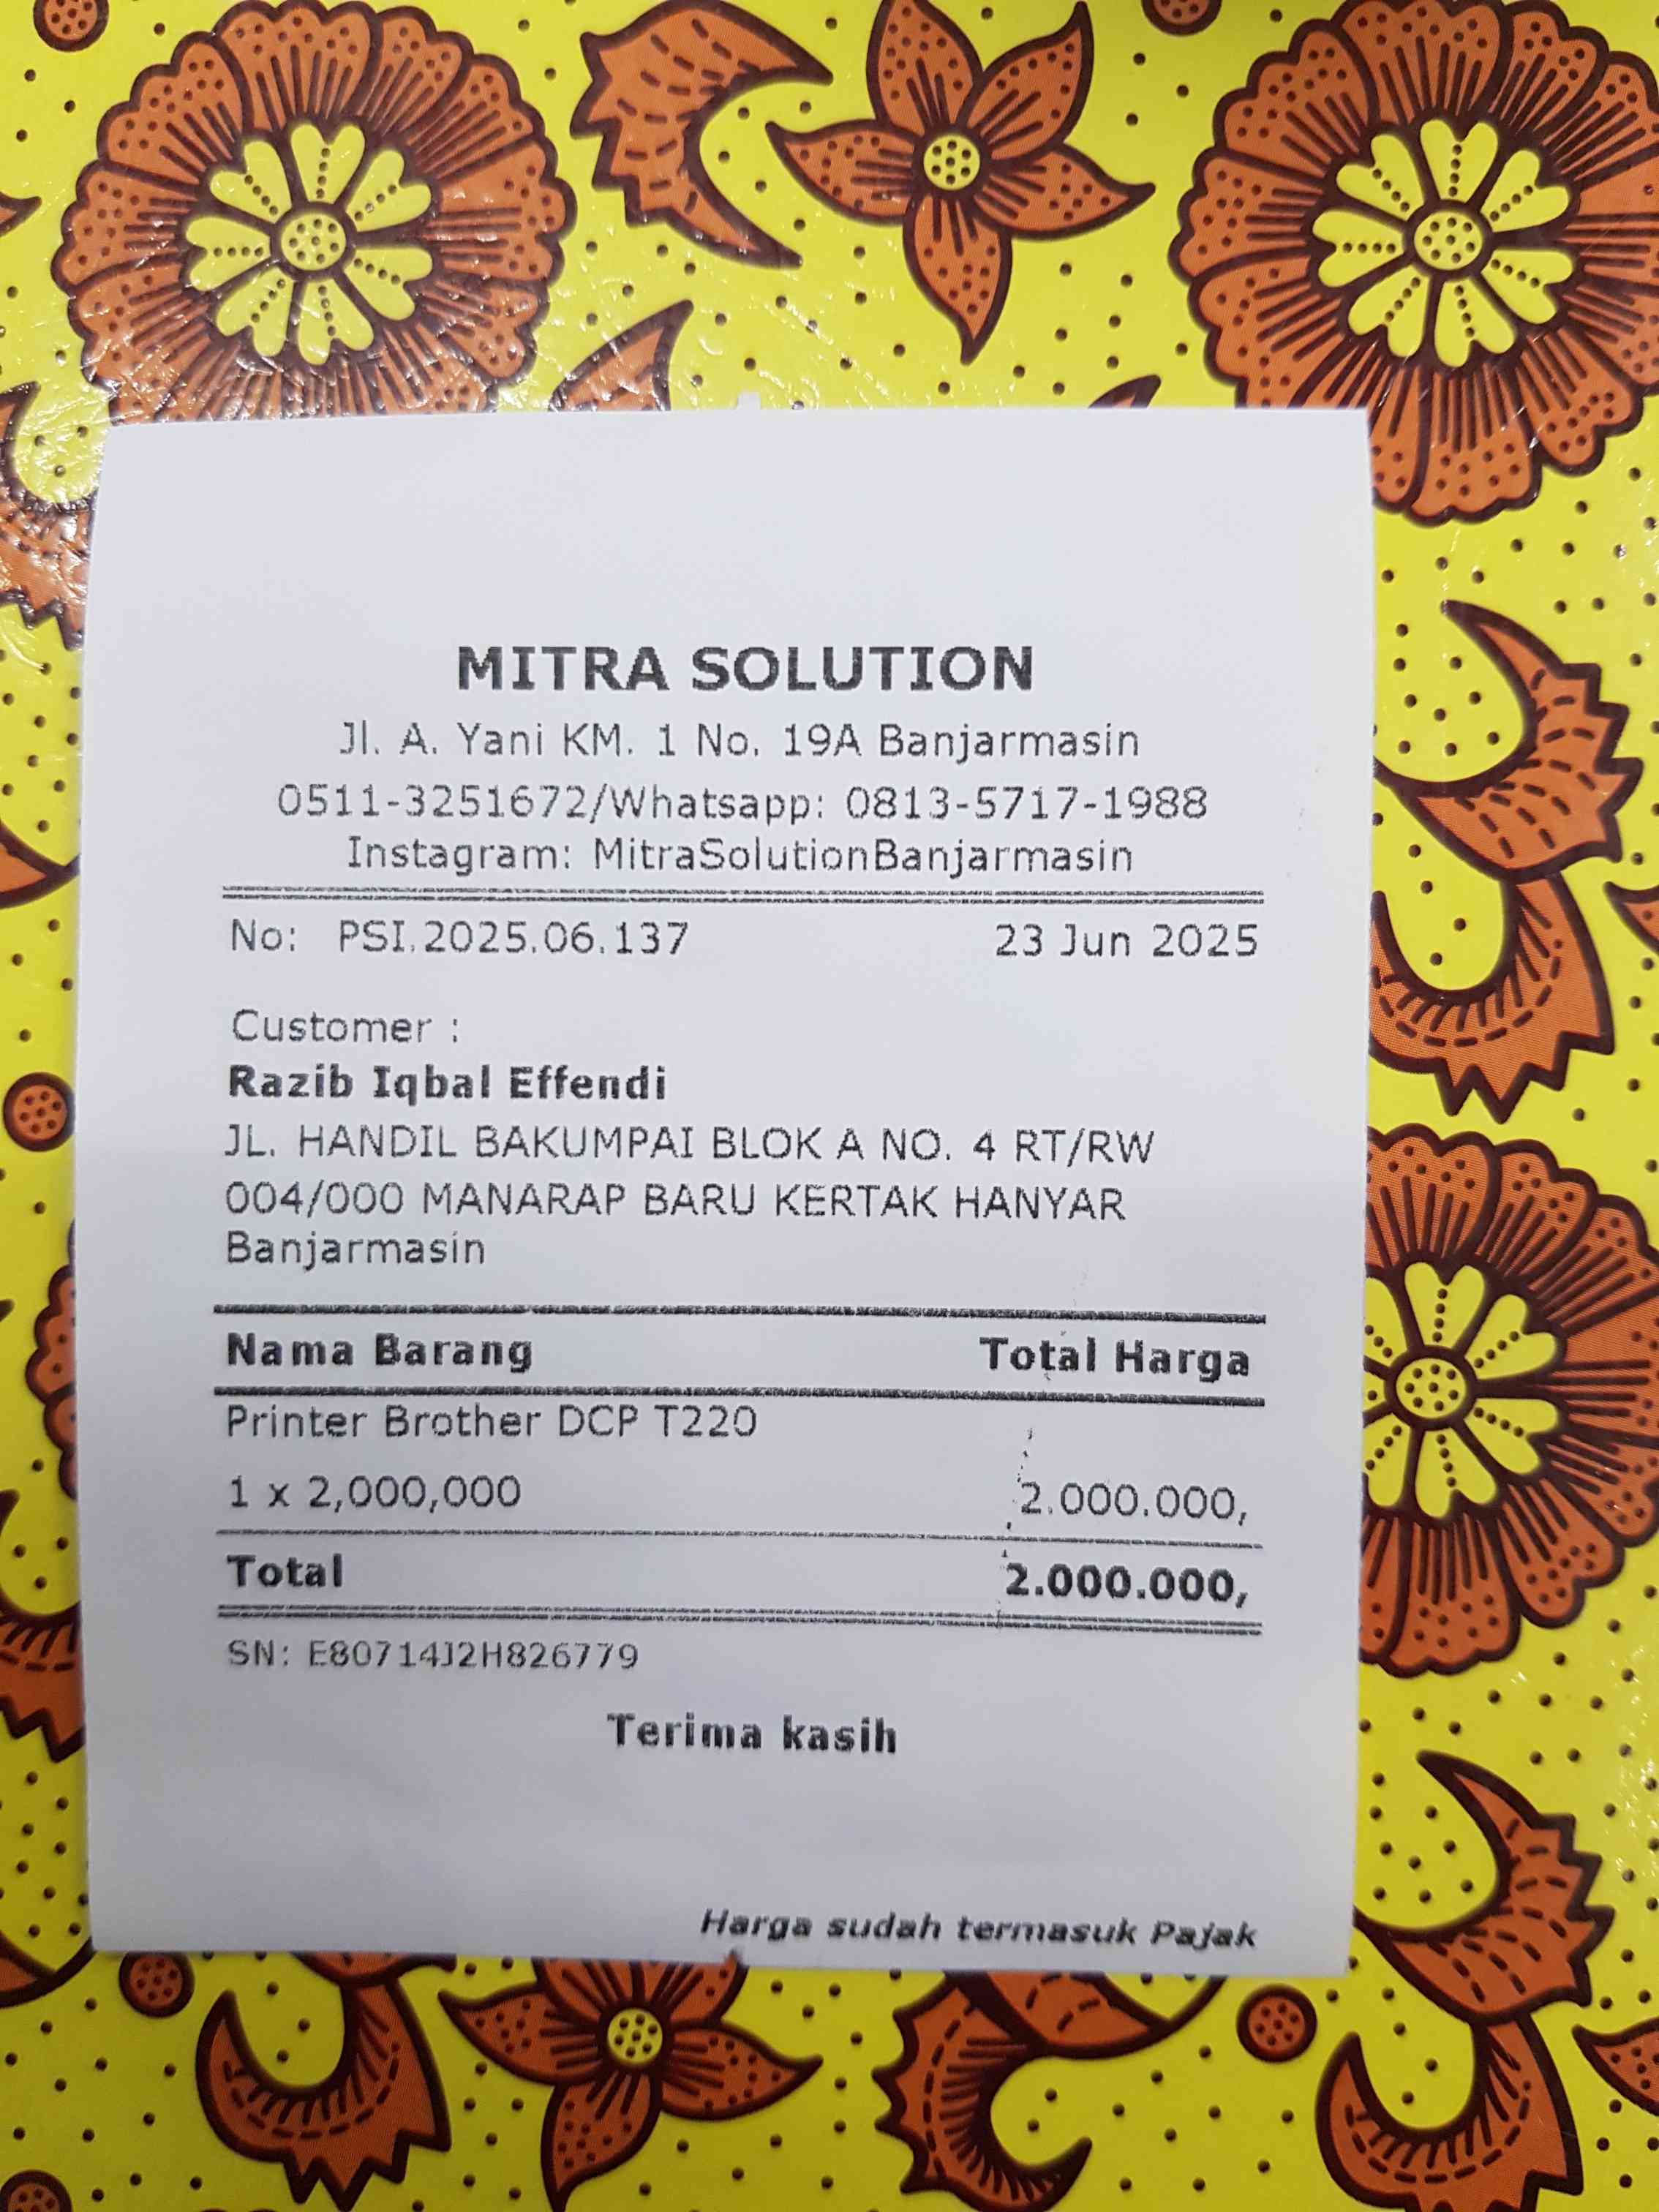 MITRA SOLUTION
Jl. A. Yani KM. 1 No. 19A Banjarmasin
0511-3251672/Whatsapp: 0813-5717-1988
Instagram: MitraSolutionBanjarmasin
No: PSI.2025.06.137 23 Jun 2025
Customer :
Razib Iqbal Effendi
JL. HANDIL BAKUMPAI BLOK A NO. 4 RT/RW
004/000 MANARAP BARU KERTAK HANYAR
Banjarmasin
Nama Barang Total Harga
Printer Brother DCP T220
1 x 2,000,000 2.000.000,
Total 2.000.000,
SN: E80714J2H826779
Terima kasih
Harga sudah termasuk Pajak